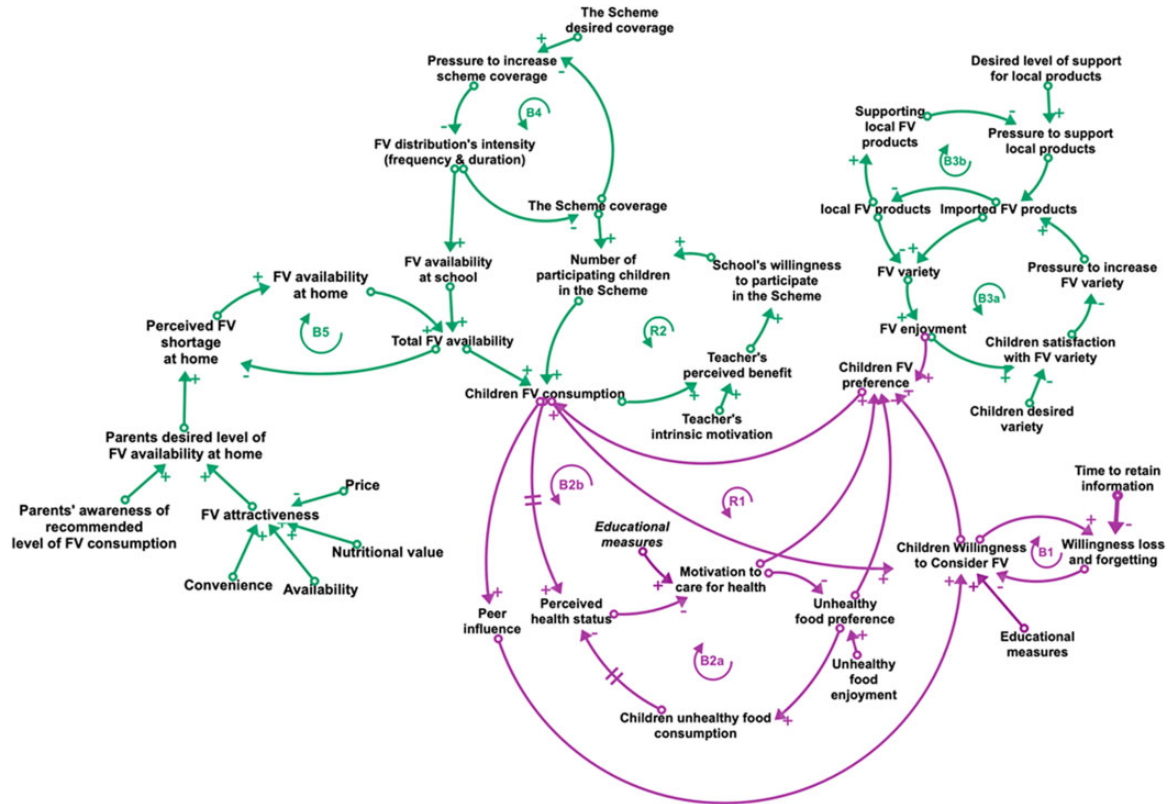 The Scheme
desired coverage
+
Pressure to increase
scheme coverage
-
B4
-
FV distribution's intensity
(frequency & duration)
The Scheme coverage
-
+
+
FV availability
at school
Number of
participating children
in the Scheme
+
School's willingness
to participate
in the Scheme
+
FV availability
at home
+
B5
Perceived FV
shortage
at home
+
+
Total FV availability
-
+
R2
+
Teacher's
perceived benefit
+
+
+
Children FV consumption
+
Teacher's
intrinsic motivation
Parents desired level of
FV availability at home
+
+
Parents' awareness of
recommended
level of FV consumption
FV attractiveness
-
Price
+
+
+
Nutritional value
Convenience
Availability
Desired level of support
for local products
Supporting
local FV
products
-
+
Pressure to support
local products
B3b
+
-
local FV products
Imported FV products
+
-
+
FV variety
Pressure to increase
FV variety
B3a
-
+
FV enjoyment
Children satisfaction
with FV variety
+
-
Children desired
variety
Children FV
preference
+
+
-
+
B2b
R1
Educational
measures
+
Motivation to
care for health
-
+
Peer
influence
+
Perceived
health status
-
-
B2a
Unhealthy
food preference
+
Unhealthy
food
enjoyment
Children unhealthy food
consumption
+
Children Willingness
to Consider FV
+
+
+
B1
-
Time to retain
information
-
+
Willingness loss
and forgetting
Educational
measures